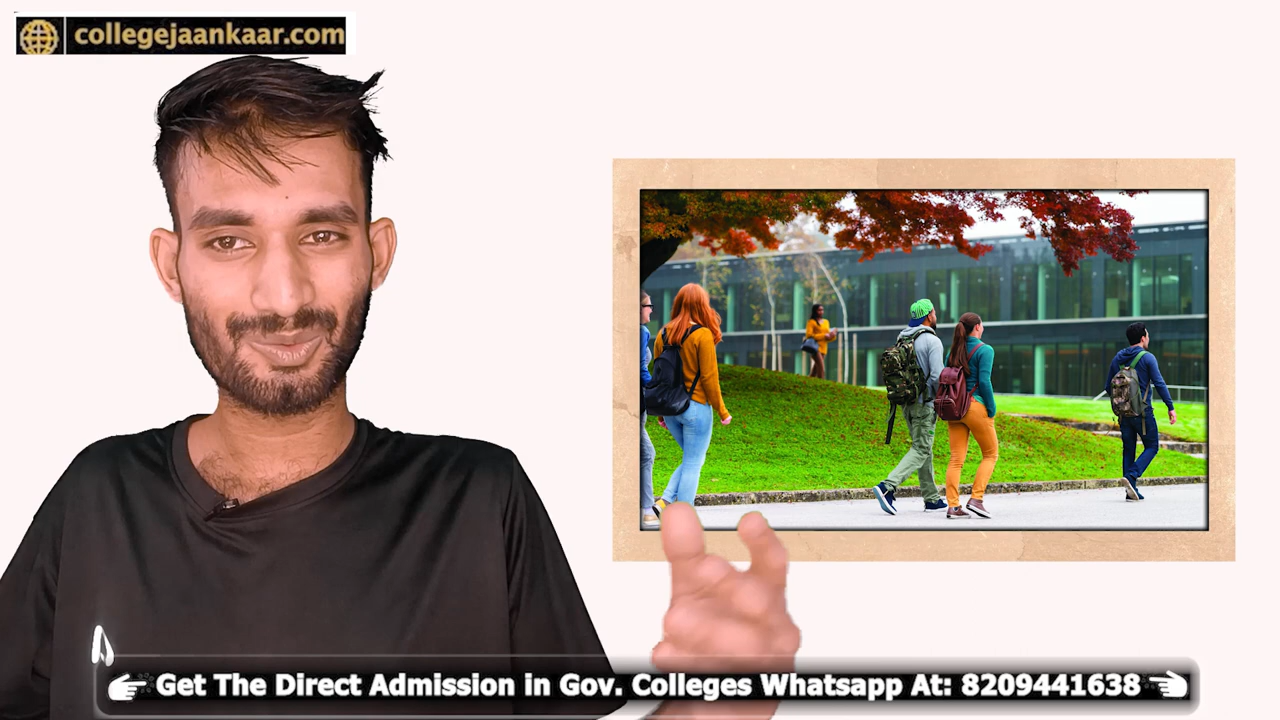 collegejaankaar.com
Get The Direct Admission in Gov. Colleges Whatsapp At: 8209441638